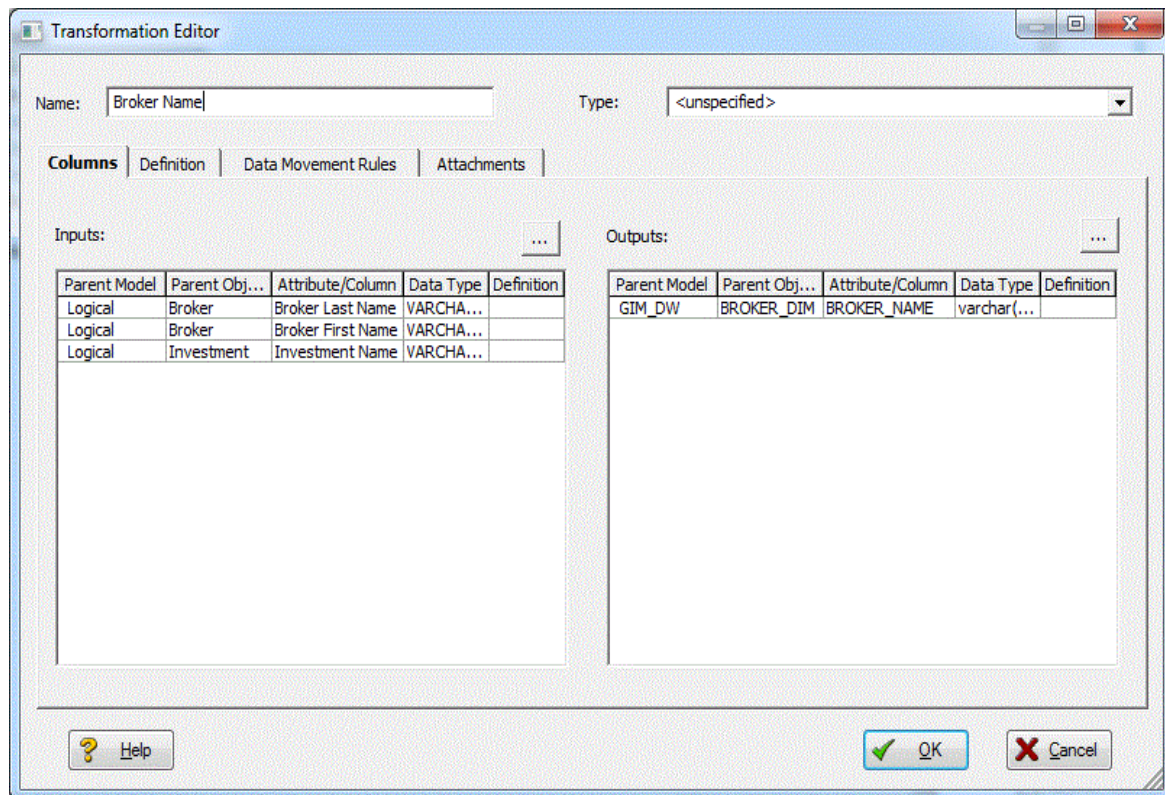 Transformation Editor
Name: Broker Name
Type: <unspecified>
Columns Definition Data Movement Rules Attachments
Inputs: ...
Parent Model Parent Obj... Attribute/Column Data Type Definition
Logical Broker Broker Last Name VARCHA...
Logical Broker Broker First Name VARCHA...
Logical Investment Investment Name VARCHA...
Outputs: ...
Parent Model Parent Obj... Attribute/Column Data Type Definition
GIM_DW BROKER_DIM BROKER_NAME varchar(...
Help OK Cancel